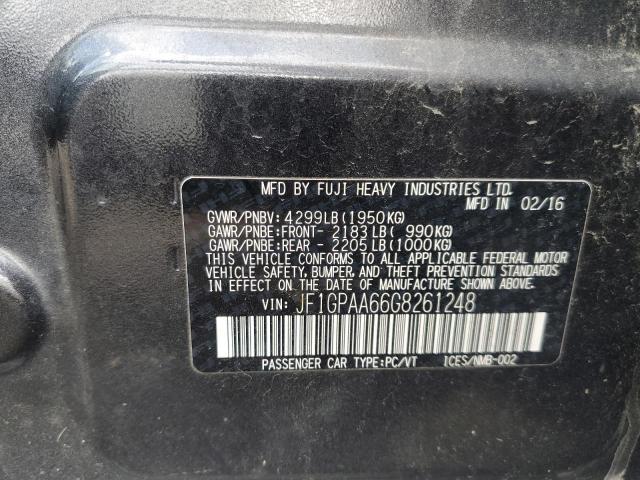 MFD BY FUJI HEAVY INDUSTRIES LTD.
MFD IN 02/16
GVWR/PNBV: 4299LB(1950KG)
GAWR/PNBE:FRONT- 2183LB( 990KG)
GAWR/PNBE:REAR - 2205LB(1000KG)
THIS VEHICLE CONFORMS TO ALL APPLICABLE FEDERAL MOTOR
VEHICLE SAFETY, BUMPER, AND THEFT PREVENTION STANDARDS
IN EFFECT ON THE DATE OF MANUFACTURE SHOWN ABOVE.
VIN: JF1GPAA66G8261248
PASSENGER CAR TYPE:PC/VT ICES/NMB-002